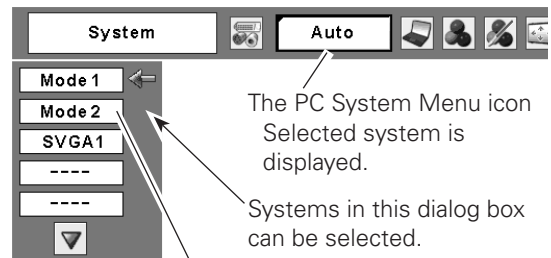 System
Auto
Mode 1
Mode 2
SVGA1
----
----
The PC System Menu icon
Selected system is
displayed.
Systems in this dialog box
can be selected.